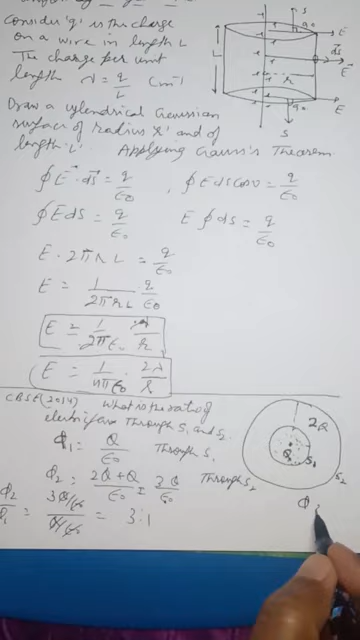 Consider 'q' is the charge
on a wire in length L
The charge per unit
length λ = q/L Cm⁻¹
Draw a cylindrical Gaussian
surface of radius 'r' and of
length 'L'. Applying Gauss's Theorem
∮E⃗·ds⃗ = q/ε₀ , ∮Edscos0 = q/ε₀
∮Eds = q/ε₀ E∮ds = q/ε₀
E·2πrL = q/ε₀
E = 1/2πrL · q/ε₀
E = 1/2πε₀ · λ/r
E = 1/4πε₀ · 2λ/r
S
q₀
E
ds⃗
E⃗
L
r
E
q₀
S
CBSE(2014) What is the ratio of
electric flux through S₁ and S₂
ϕ₁ = Q/ε₀ Through S₁
ϕ₂ = 2Q+Q/ε₀ = 3Q/ε₀ Through S₂
ϕ₂/ϕ₁ = 3Q/ε₀/Q/ε₀ = 3:1
2Q
Q
S₁
S₂
ϕ